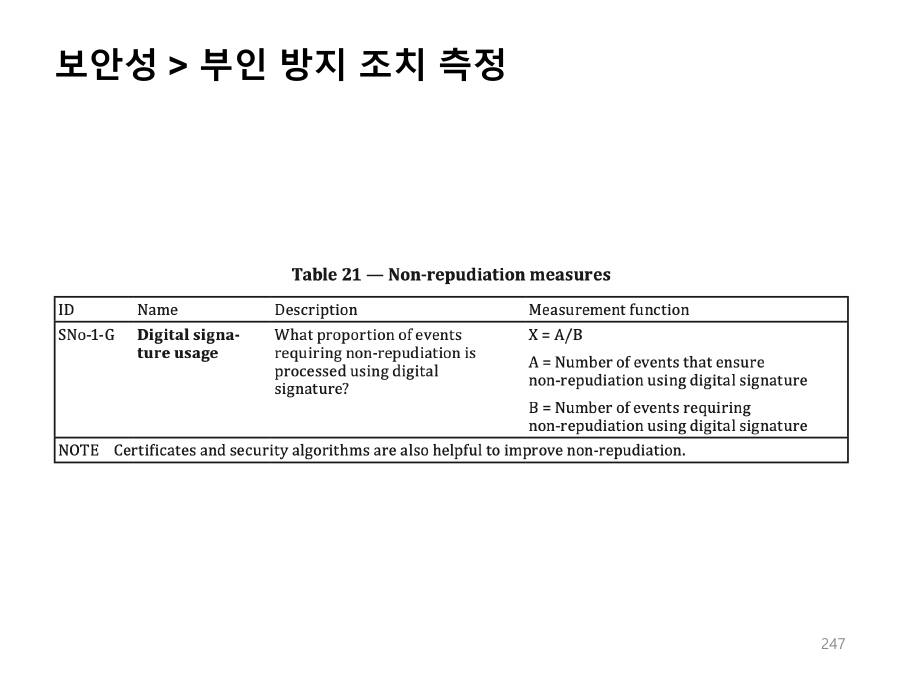 보안성 > 부인 방지 조치 측정
Table 21 — Non-repudiation measures
ID Name Description Measurement function
SNo-1-G Digital signa- What proportion of events X = A/B
ture usage requiring non-repudiation is
processed using digital A = Number of events that ensure
signature? non-repudiation using digital signature
B = Number of events requiring
non-repudiation using digital signature
NOTE Certificates and security algorithms are also helpful to improve non-repudiation.
247